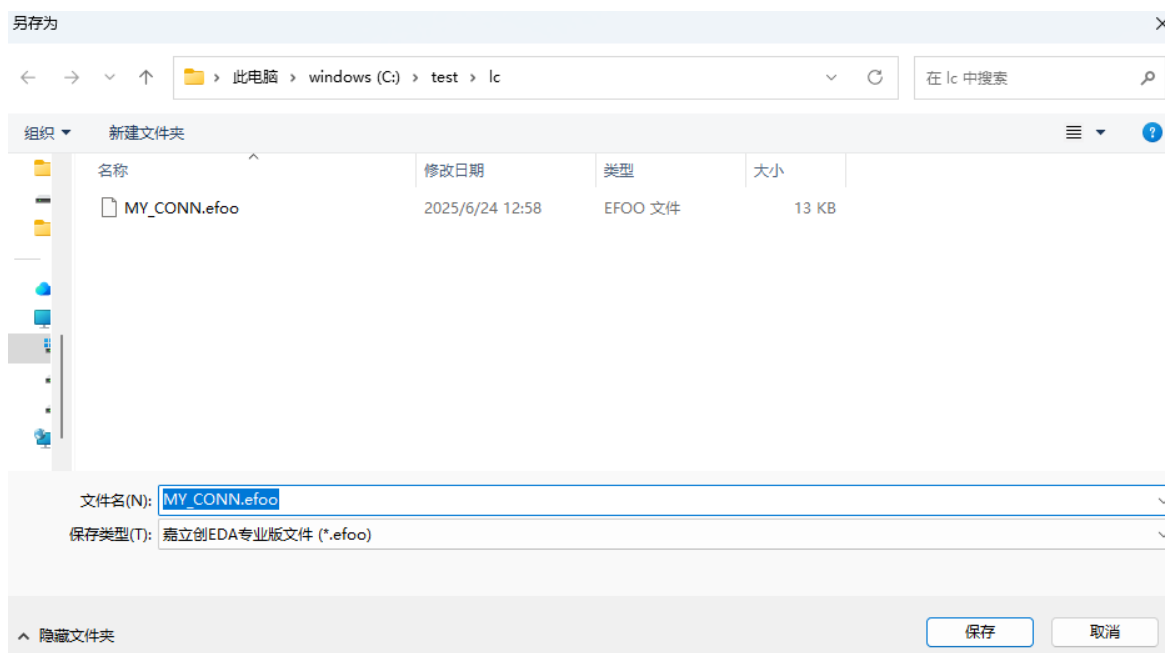 另存为
此电脑 › windows (C:) › test › lc
在 lc 中搜索
组织 新建文件夹
名称 修改日期 类型 大小
MY_CONN.efoo 2025/6/24 12:58 EFOO 文件 13 KB
文件名(N): MY_CONN.efoo
保存类型(T): 嘉立创EDA专业版文件 (*.efoo)
隐藏文件夹 保存 取消